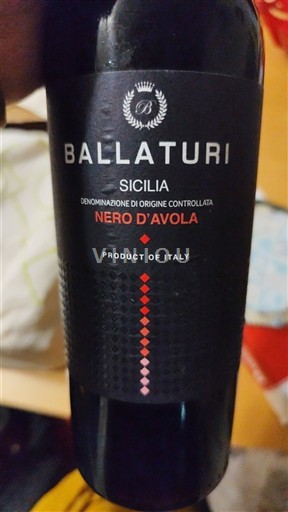 B
BALLATURI
SICILIA
DENOMINAZIONE DI ORIGINE CONTROLLATA
NERO D'AVOLA
VINIOU
PRODUCT OF ITALY